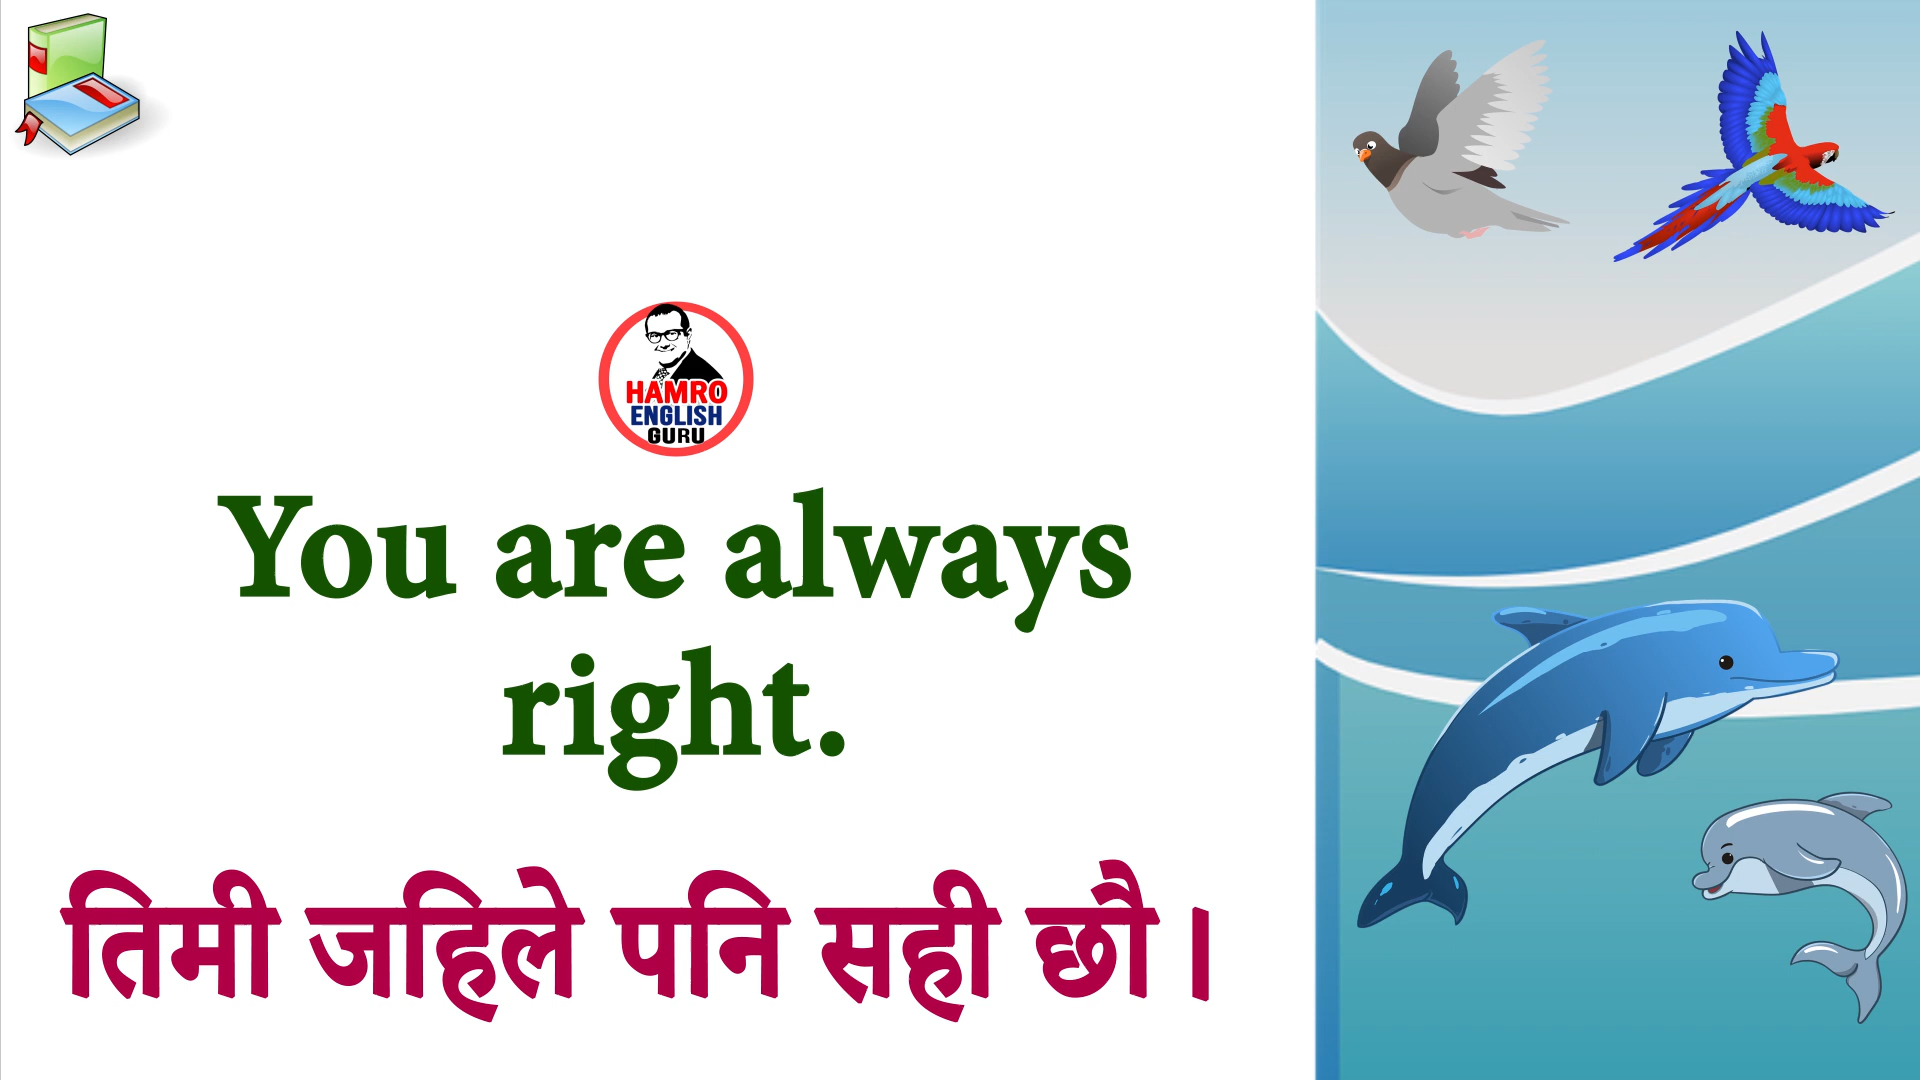 HAMRO
ENGLISH
GURU
You are always
right.
तिमी जहिले पनि सही छौ ।